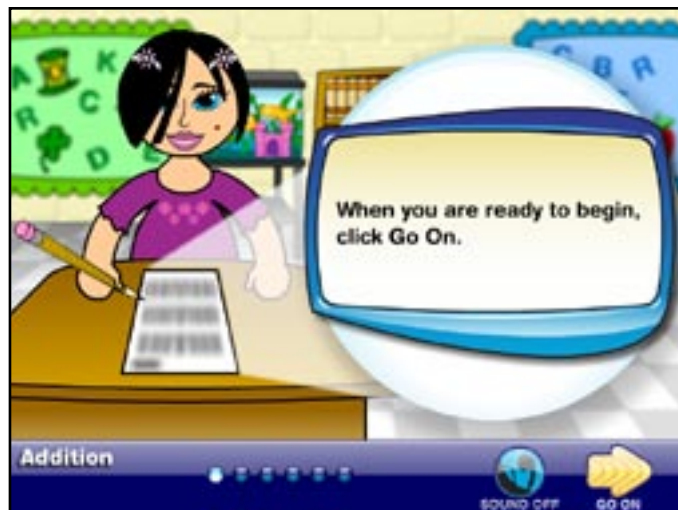 A K
R C
D
C B R
When you are ready to begin,
click Go On.
Addition
SOUND OFF
GO ON